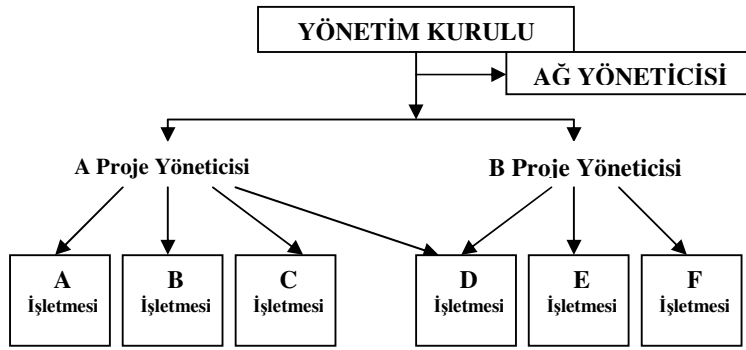 YÖNETİM KURULU
AĞ YÖNETİCİSİ
A Proje Yöneticisi
B Proje Yöneticisi
A
İşletmesi
B
İşletmesi
C
İşletmesi
D
İşletmesi
E
İşletmesi
F
İşletmesi